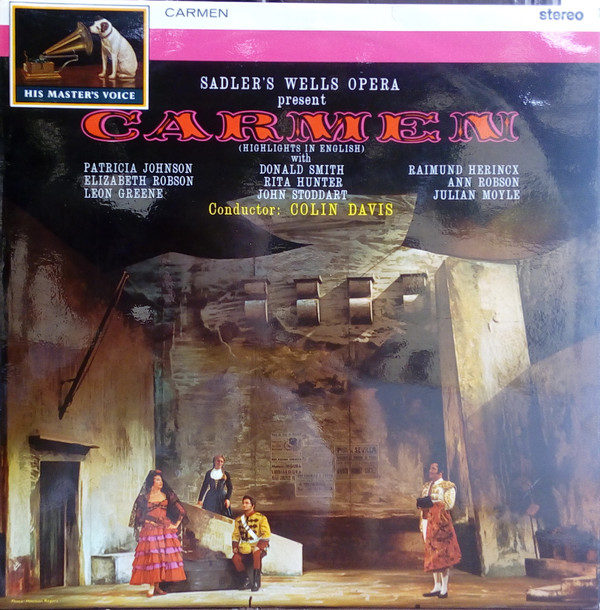 CARMEN
stereo
HIS MASTER'S VOICE
SADLER'S WELLS OPERA
present
CARMEN
(HIGHLIGHTS IN ENGLISH)
with
PATRICIA JOHNSON DONALD SMITH RAIMUND HERINCX
ELIZABETH ROBSON RITA HUNTER ANN ROBSON
LEON GREENE JOHN STODDART JULIAN MOYLE
Conductor: COLIN DAVIS